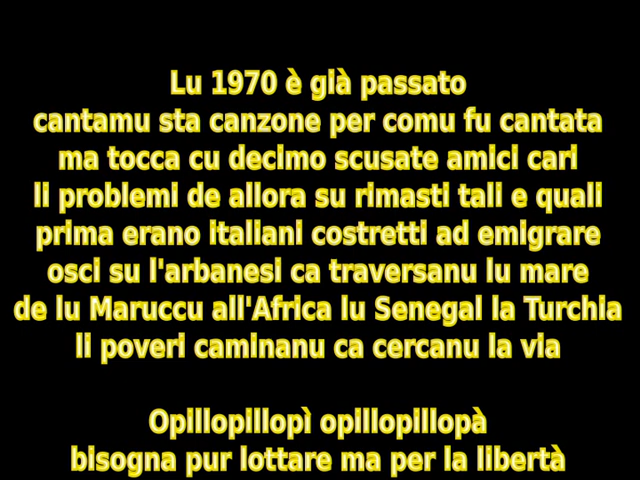 Lu 1970 è già passato
cantamu sta canzone per comu fu cantata
ma tocca cu decimo scusate amici cari
li problemi de allora su rimasti tali e quali
prima erano italiani costretti ad emigrare
osci su l'arbanesi ca traversanu lu mare
de lu Maruccu all'Africa lu Senegal la Turchia
li poveri caminanu ca cercanu la via
Opillopillopì opillopillopà
bisogna pur lottare ma per la libertà